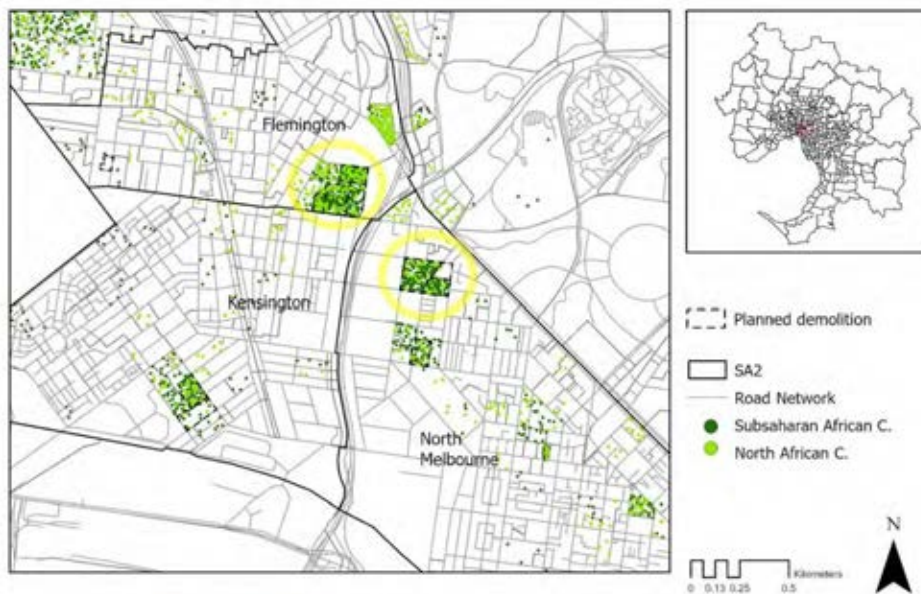 Flemington
Kensington
North
Melbourne
Planned demolition
SA2
Road Network
Subsaharan African C.
North African C.
N
Kilometers
0 0.13 0.25 0.5